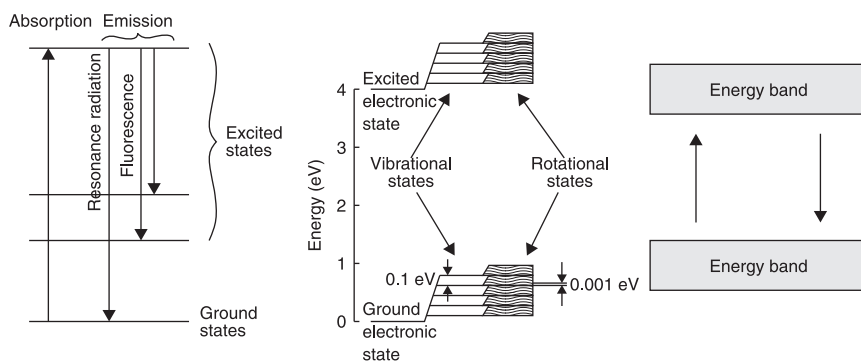 Absorption Emission
Resonance radiation
Fluorescence
Excited
states
Ground
states
Energy (eV)
4
3
2
1
0
Excited
electronic
state
Vibrational
states
Rotational
states
0.1 eV
0.001 eV
Ground
electronic
state
Energy band
Energy band